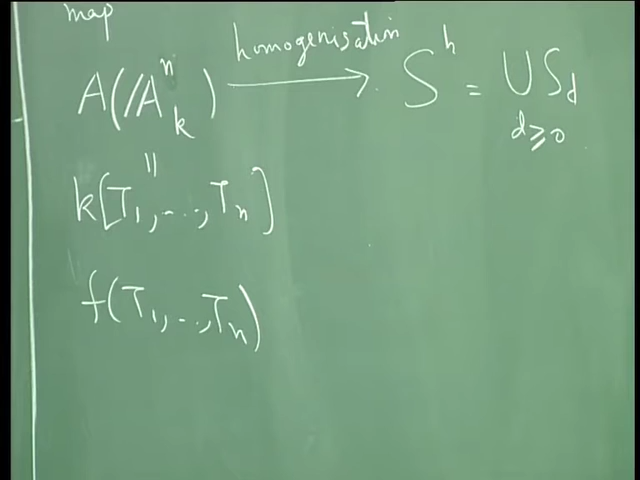 map
homogenisation
A(𝔸ⁿₖ) ⟶ Sʰ = ∪ S_d
d ⩾ 0
||
k[T₁, ..., Tₙ]
f(T₁, ..., Tₙ)